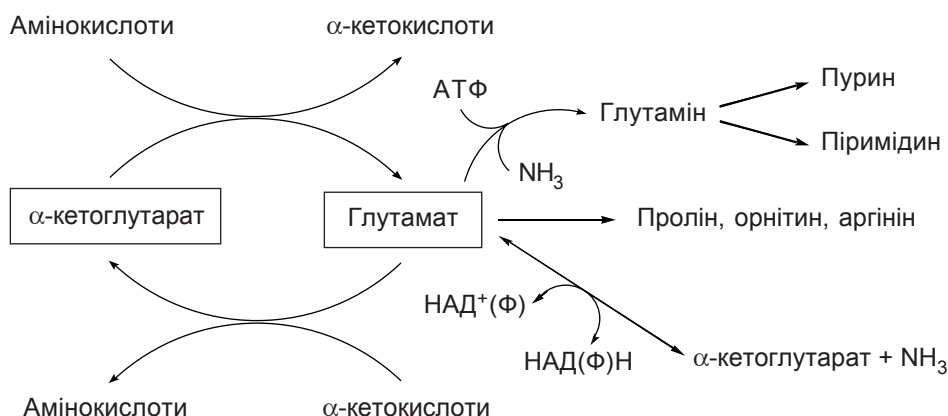 Амінокислоти
α-кетокислоти
АТФ
Глутамін
Пурин
Піримідин
NH₃
α-кетоглутарат
Глутамат
Пролін, орнітин, аргінін
НАД⁺(Ф)
НАД(Ф)Н
α-кетоглутарат + NH₃
Амінокислоти
α-кетокислоти